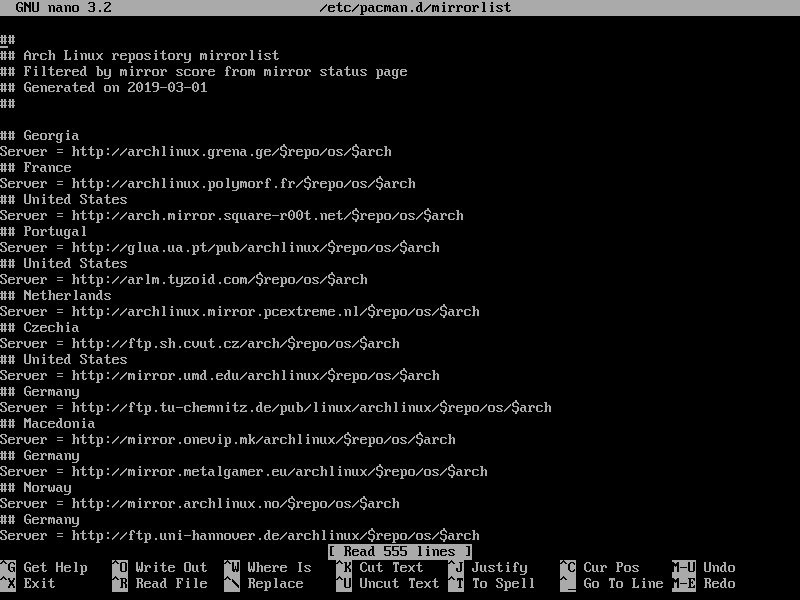 GNU nano 3.2 /etc/pacman.d/mirrorlist
##
## Arch Linux repository mirrorlist
## Filtered by mirror score from mirror status page
## Generated on 2019-03-01
##
## Georgia
Server = http://archlinux.grena.ge/$repo/os/$arch
## France
Server = http://archlinux.polymorf.fr/$repo/os/$arch
## United States
Server = http://arch.mirror.square-r00t.net/$repo/os/$arch
## Portugal
Server = http://glua.ua.pt/pub/archlinux/$repo/os/$arch
## United States
Server = http://arlm.tyzoid.com/$repo/os/$arch
## Netherlands
Server = http://archlinux.mirror.pcextreme.nl/$repo/os/$arch
## Czechia
Server = http://ftp.sh.cvut.cz/arch/$repo/os/$arch
## United States
Server = http://mirror.umd.edu/archlinux/$repo/os/$arch
## Germany
Server = http://ftp.tu-chemnitz.de/pub/linux/archlinux/$repo/os/$arch
## Macedonia
Server = http://mirror.onevip.mk/archlinux/$repo/os/$arch
## Germany
Server = http://mirror.metalgamer.eu/archlinux/$repo/os/$arch
## Norway
Server = http://mirror.archlinux.no/$repo/os/$arch
## Germany
Server = http://ftp.uni-hannover.de/archlinux/$repo/os/$arch
[ Read 555 lines ]
^G Get Help ^O Write Out ^W Where Is ^K Cut Text ^J Justify ^C Cur Pos M-U Undo
^X Exit ^R Read File ^\ Replace ^U Uncut Text ^T To Spell ^_ Go To Line M-E Redo